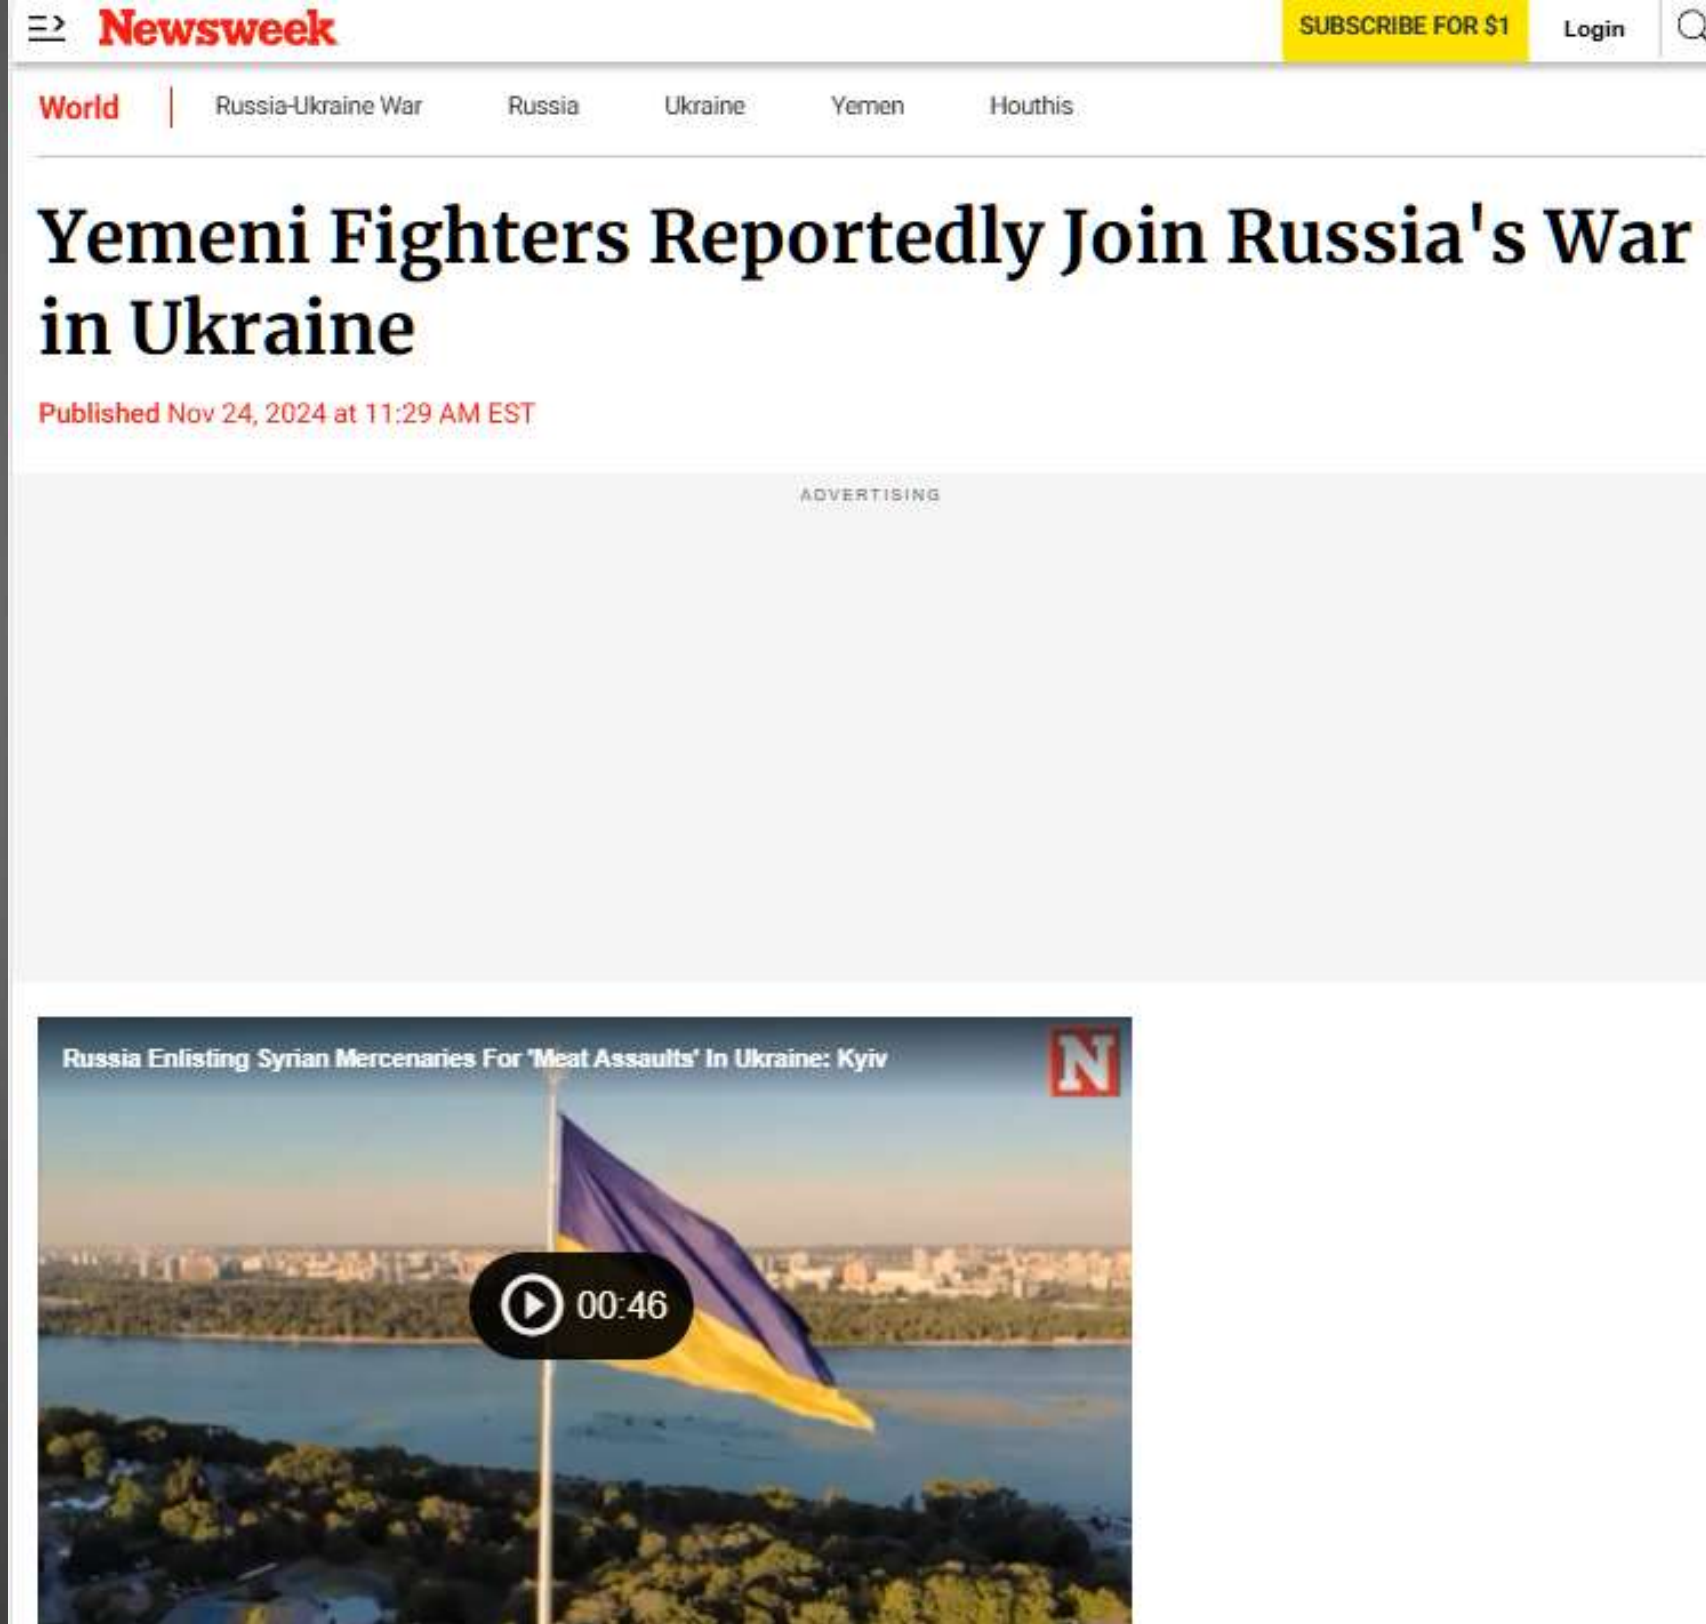 Newsweek
SUBSCRIBE FOR $1
Login
World
Russia-Ukraine War
Russia
Ukraine
Yemen
Houthis
Yemeni Fighters Reportedly Join Russia's War
in Ukraine
Published Nov 24, 2024 at 11:29 AM EST
ADVERTISING
Russia Enlisting Syrian Mercenaries For 'Meat Assaults' In Ukraine: Kyiv
N
00:46